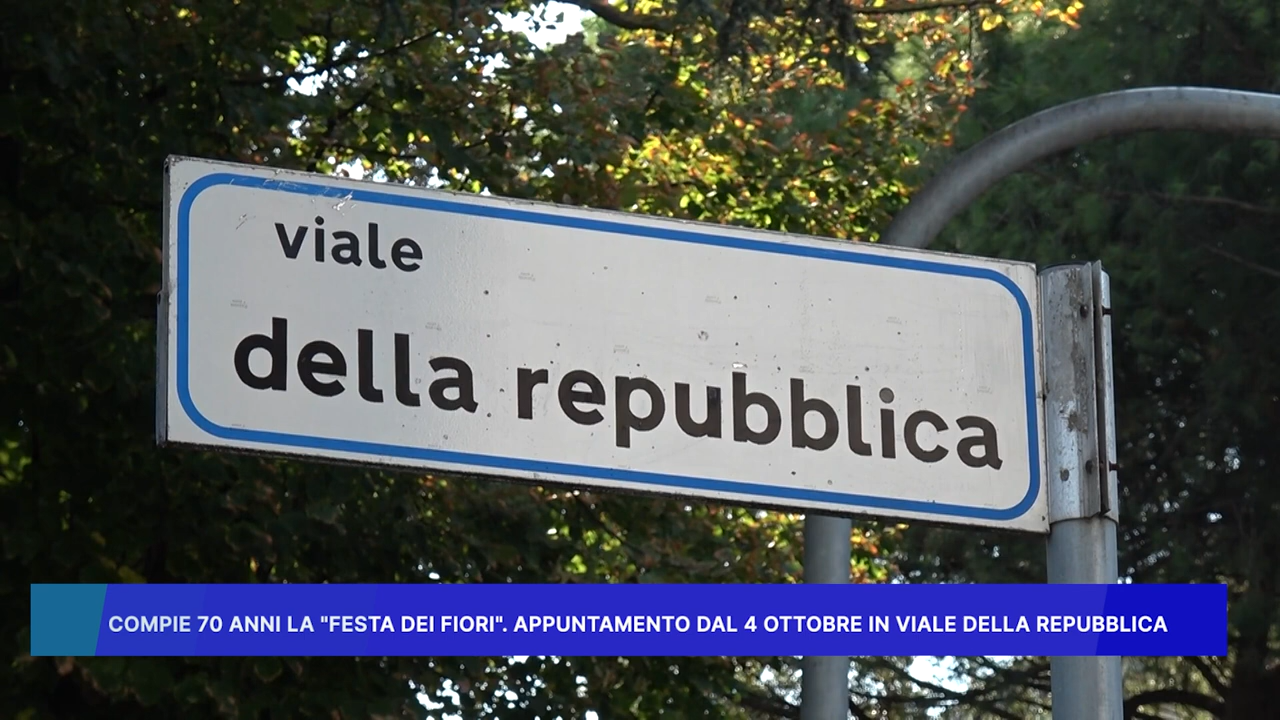 viale
della repubblica
COMPIE 70 ANNI LA "FESTA DEI FIORI". APPUNTAMENTO DAL 4 OTTOBRE IN VIALE DELLA REPUBBLICA